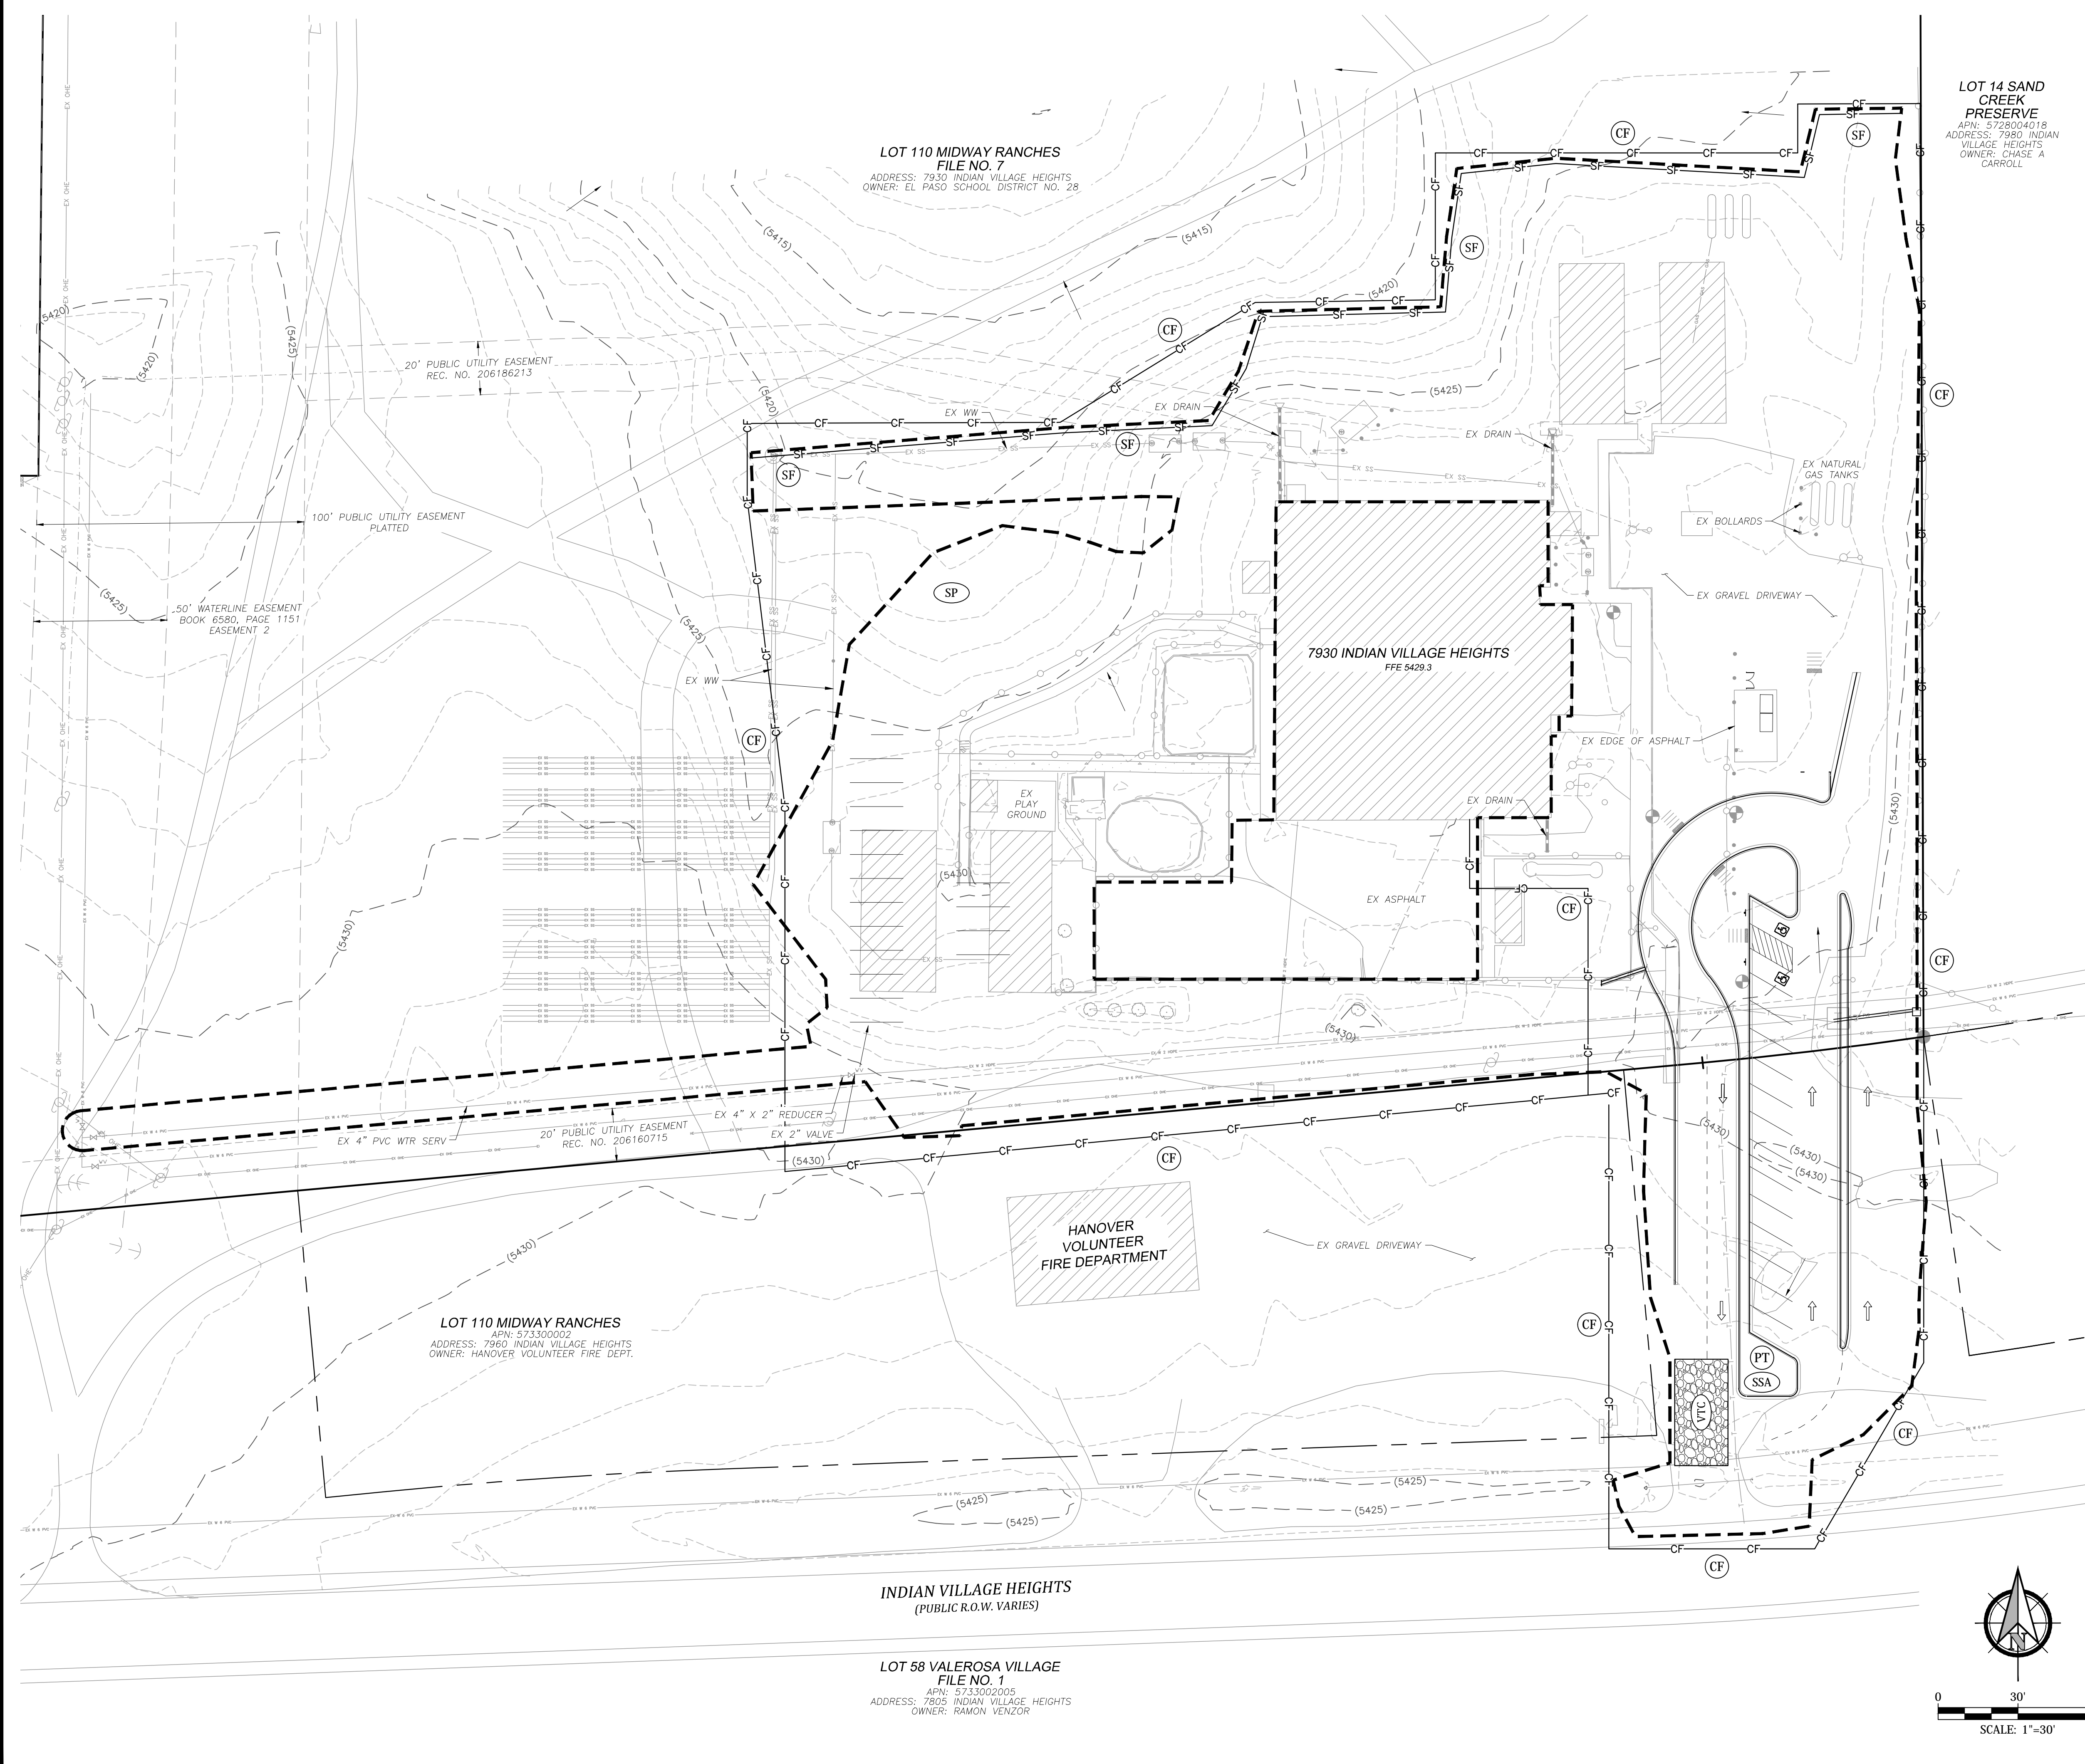 LOT 14 SAND
CREEK
PRESERVE
APN: 5728004018
ADDRESS: 7980 INDIAN
VILLAGE HEIGHTS
OWNER: CHASE A
CARROLL
LOT 110 MIDWAY RANCHES
FILE NO. 7
ADDRESS: 7930 INDIAN VILLAGE HEIGHTS
OWNER: EL PASO SCHOOL DISTRICT NO. 28
CF
SF
(5415)
(5415)
(5420)
(5420)
(5420)
(5420)
(5425)
(5425)
(5425)
(5425)
20' PUBLIC UTILITY EASEMENT
REC. NO. 206186213
EX WW
EX DRAIN
EX DRAIN
EX NATURAL
GAS TANKS
EX BOLLARDS
100' PUBLIC UTILITY EASEMENT
PLATTED
50' WATERLINE EASEMENT
BOOK 6580, PAGE 1151
EASEMENT 2
SP
EX GRAVEL DRIVEWAY
7930 INDIAN VILLAGE HEIGHTS
FFE 5429.3
EX WW
EX EDGE OF ASPHALT
EX
PLAY
GROUND
EX DRAIN
(5430)
(5430)
(5430)
(5430)
EX ASPHALT
EX SS
EX OHE
EX 4" X 2" REDUCER
EX 2" VALVE
EX 4" PVC WTR SERV
20' PUBLIC UTILITY EASEMENT
REC. NO. 206160715
(5430)
(5430)
(5430)
(5430)
(5430)
HANOVER
VOLUNTEER
FIRE DEPARTMENT
EX GRAVEL DRIVEWAY
LOT 110 MIDWAY RANCHES
APN: 573300002
ADDRESS: 7960 INDIAN VILLAGE HEIGHTS
OWNER: HANOVER VOLUNTEER FIRE DEPT.
PT
SSA
VTC
(5425)
(5425)
(5425)
(5425)
INDIAN VILLAGE HEIGHTS
(PUBLIC R.O.W. VARIES)
LOT 58 VALEROSA VILLAGE
FILE NO. 1
APN: 5733002005
ADDRESS: 7805 INDIAN VILLAGE HEIGHTS
OWNER: RAMON VENZOR
N
0 30'
SCALE: 1"=30'